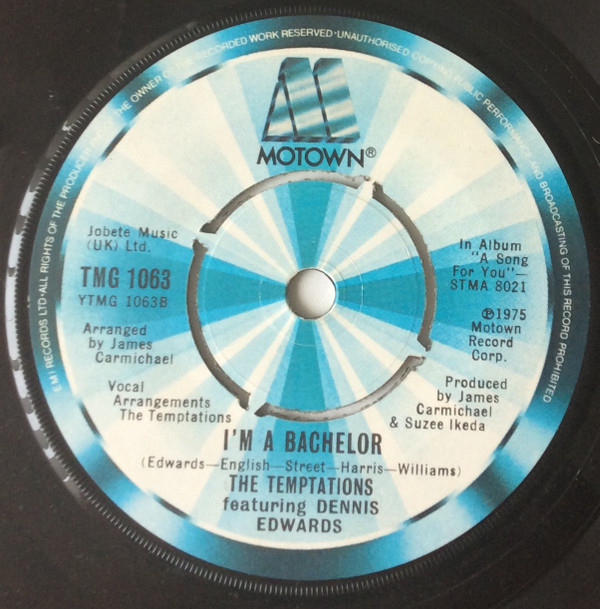 E M I RECORDS LTD·ALL RIGHTS OF THE PRODUCER AND OF THE OWNER OF THE RECORDED WORK RESERVED·UNAUTHORISED COPYING PUBLIC PERFORMANCE AND BROADCASTING OF THIS RECORD PROHIBITED
MOTOWN®
Jobete Music
(UK) Ltd.
TMG 1063
YTMG 1063B
Arranged
by James
Carmichael
Vocal
Arrangements
The Temptations
In Album
"A Song
For You"—
STMA 8021
℗1975
Motown
Record
Corp.
Produced
by James
Carmichael
& Suzee Ikeda
I'M A BACHELOR
(Edwards—English—Street—Harris—Williams)
THE TEMPTATIONS
featuring DENNIS
EDWARDS